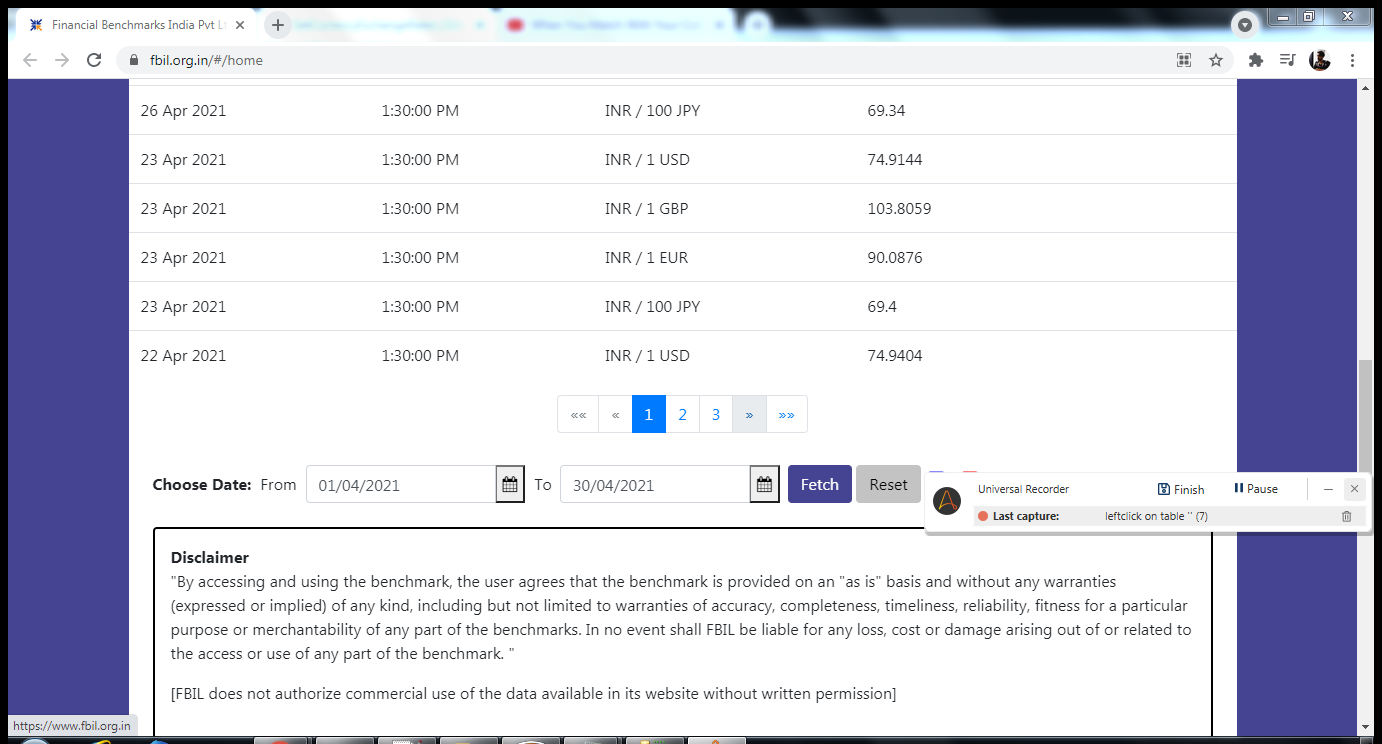 Financial Benchmarks India Pvt Lt
fbil.org.in/#/home
26 Apr 2021 1:30:00 PM INR / 100 JPY 69.34
23 Apr 2021 1:30:00 PM INR / 1 USD 74.9144
23 Apr 2021 1:30:00 PM INR / 1 GBP 103.8059
23 Apr 2021 1:30:00 PM INR / 1 EUR 90.0876
23 Apr 2021 1:30:00 PM INR / 100 JPY 69.4
22 Apr 2021 1:30:00 PM INR / 1 USD 74.9404
«« « 1 2 3 » »»
Choose Date: From 01/04/2021 To 30/04/2021 Fetch Reset
Universal Recorder Finish Pause
Last capture: leftclick on table '' (7)
Disclaimer
"By accessing and using the benchmark, the user agrees that the benchmark is provided on an "as is" basis and without any warranties
(expressed or implied) of any kind, including but not limited to warranties of accuracy, completeness, timeliness, reliability, fitness for a particular
purpose or merchantability of any part of the benchmarks. In no event shall FBIL be liable for any loss, cost or damage arising out of or related to
the access or use of any part of the benchmark. "
[FBIL does not authorize commercial use of the data available in its website without written permission]
https://www.fbil.org.in